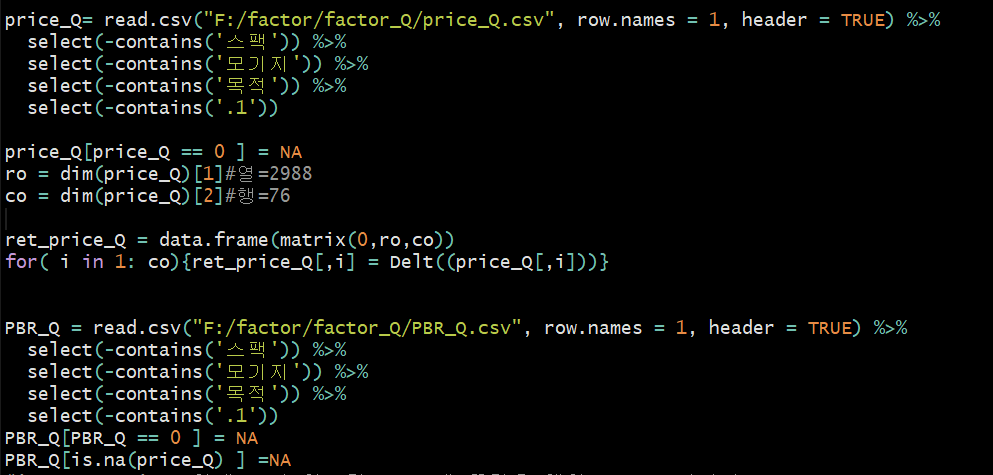 price_Q= read.csv("F:/factor/factor_Q/price_Q.csv", row.names = 1, header = TRUE) %>%
select(-contains('스팩')) %>%
select(-contains('모기지')) %>%
select(-contains('목적')) %>%
select(-contains('.1'))
price_Q[price_Q == 0 ] = NA
ro = dim(price_Q)[1]#열=2988
co = dim(price_Q)[2]#행=76
ret_price_Q = data.frame(matrix(0,ro,co))
for( i in 1: co){ret_price_Q[,i] = Delt((price_Q[,i]))}
PBR_Q = read.csv("F:/factor/factor_Q/PBR_Q.csv", row.names = 1, header = TRUE) %>%
select(-contains('스팩')) %>%
select(-contains('모기지')) %>%
select(-contains('목적')) %>%
select(-contains('.1'))
PBR_Q[PBR_Q == 0 ] = NA
PBR_Q[is.na(price_Q) ] =NA